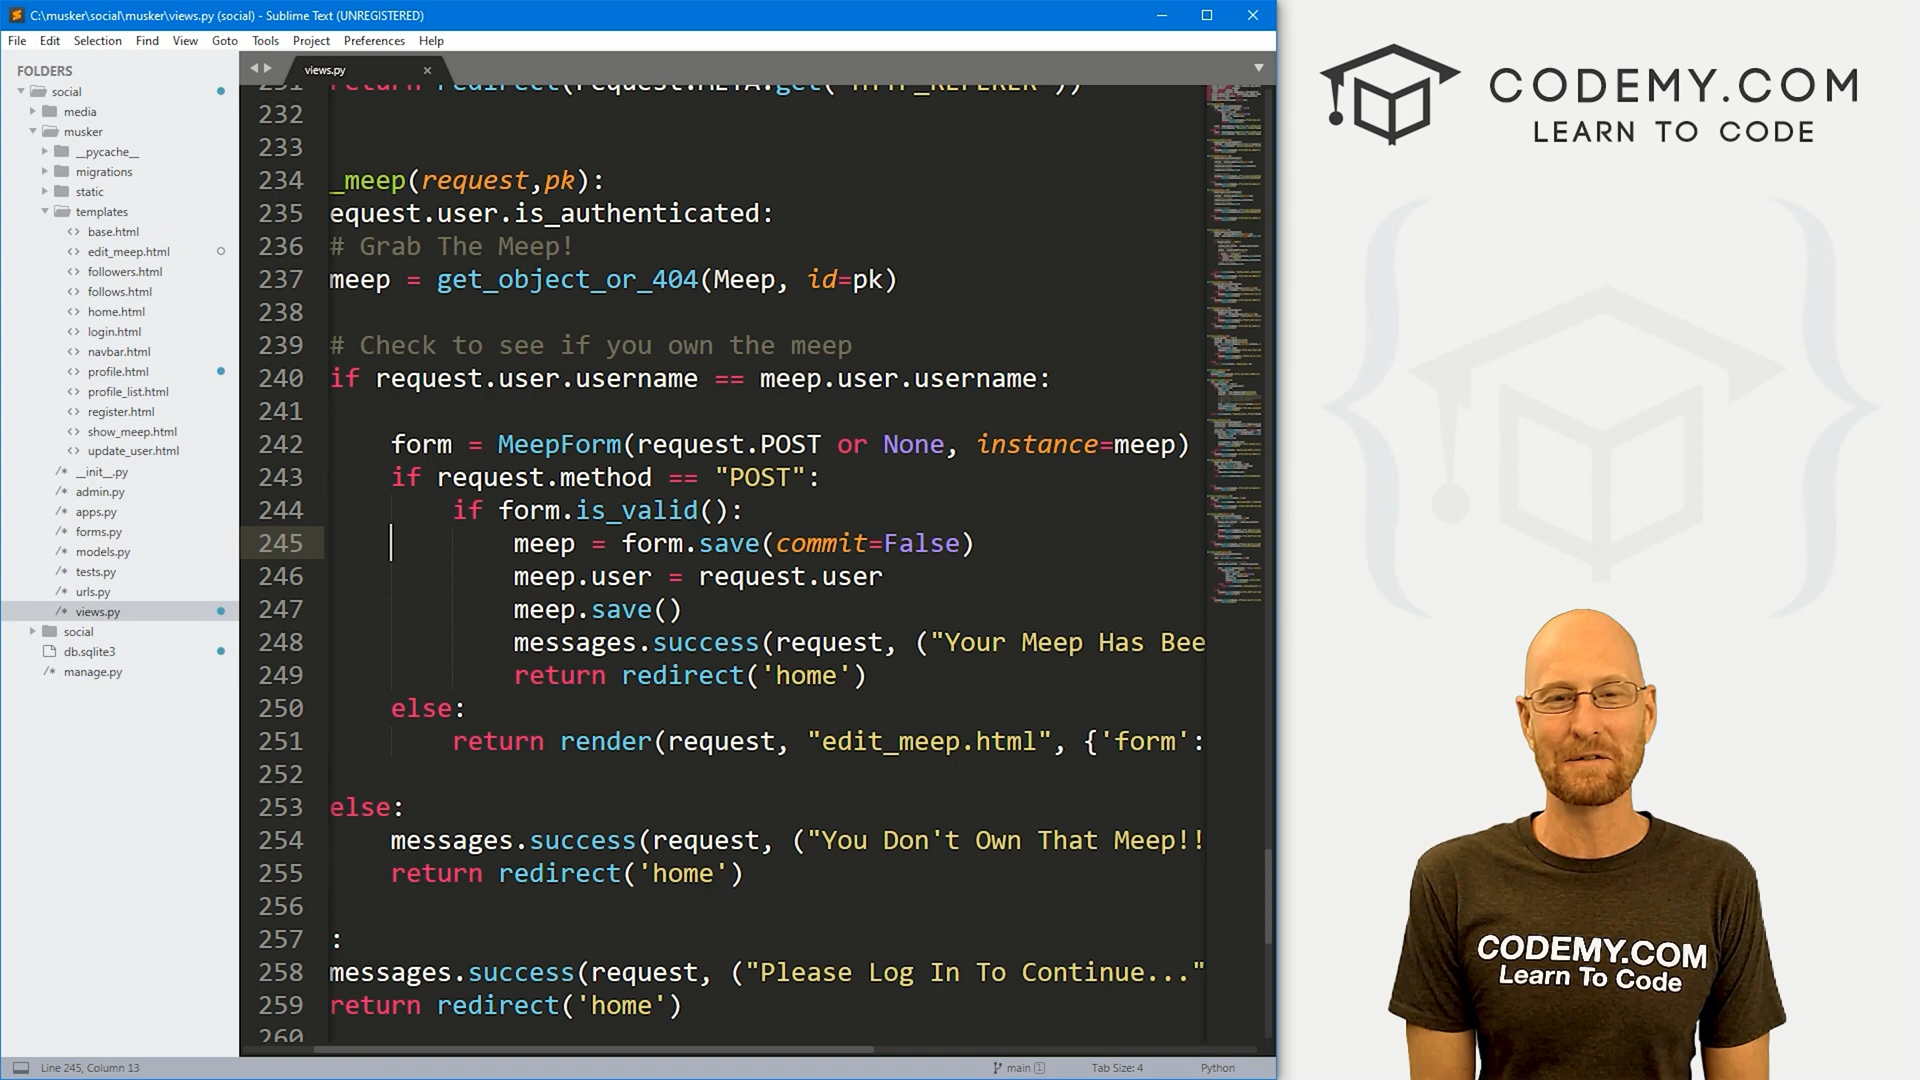 C:\musker\social\musker\views.py (social) - Sublime Text (UNREGISTERED)
File Edit Selection Find View Goto Tools Project Preferences Help
FOLDERS
social
media
musker
__pycache__
migrations
static
templates
base.html
edit_meep.html
followers.html
follows.html
home.html
login.html
navbar.html
profile.html
profile_list.html
register.html
show_meep.html
update_user.html
__init__.py
admin.py
apps.py
forms.py
models.py
tests.py
urls.py
views.py
social
db.sqlite3
manage.py
views.py
231 return redirect(request.META.get("HTTP_REFERER"))
232
233
234 _meep(request,pk):
235 equest.user.is_authenticated:
236 # Grab The Meep!
237 meep = get_object_or_404(Meep, id=pk)
238
239 # Check to see if you own the meep
240 if request.user.username == meep.user.username:
241
242 form = MeepForm(request.POST or None, instance=meep)
243 if request.method == "POST":
244 if form.is_valid():
245 meep = form.save(commit=False)
246 meep.user = request.user
247 meep.save()
248 messages.success(request, ("Your Meep Has Bee
249 return redirect('home')
250 else:
251 return render(request, "edit_meep.html", {'form':
252
253 else:
254 messages.success(request, ("You Don't Own That Meep!!
255 return redirect('home')
256
257 :
258 messages.success(request, ("Please Log In To Continue..."
259 return redirect('home')
260
Line 245, Column 13
main 1
Tab Size: 4
Python
CODEMY.COM
LEARN TO CODE
CODEMY.COM
Learn To Code